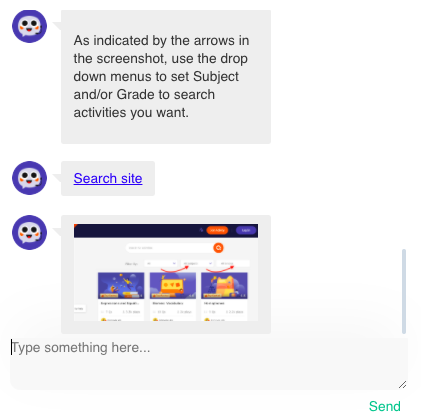 As indicated by the arrows in
the screenshot, use the drop
down menus to set Subject
and/or Grade to search
activities you want.
Search site
Type something here...
Send